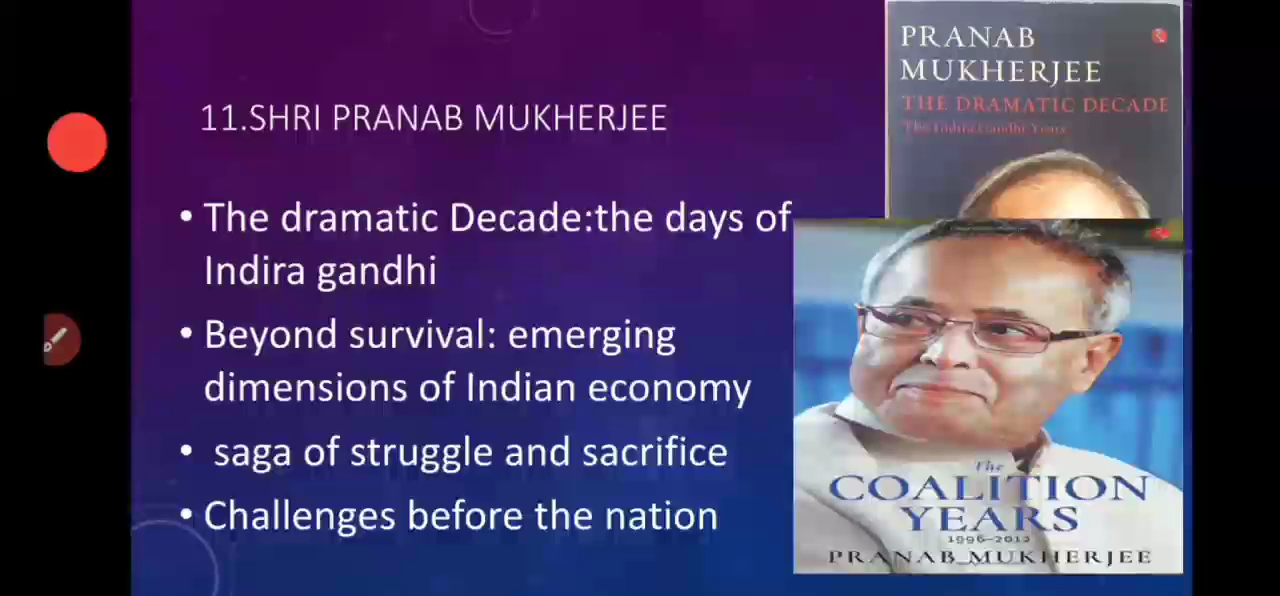 11.SHRI PRANAB MUKHERJEE
• The dramatic Decade:the days of
Indira gandhi
• Beyond survival: emerging
dimensions of Indian economy
• saga of struggle and sacrifice
• Challenges before the nation
PRANAB
MUKHERJEE
THE DRAMATIC DECADE
The Indira Gandhi Years
The
COALITION
YEARS
1996-2012
PRANAB MUKHERJEE